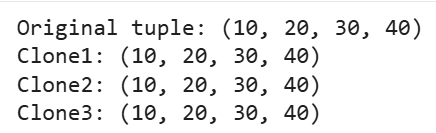 Original tuple: (10, 20, 30, 40)
Clone1: (10, 20, 30, 40)
Clone2: (10, 20, 30, 40)
Clone3: (10, 20, 30, 40)